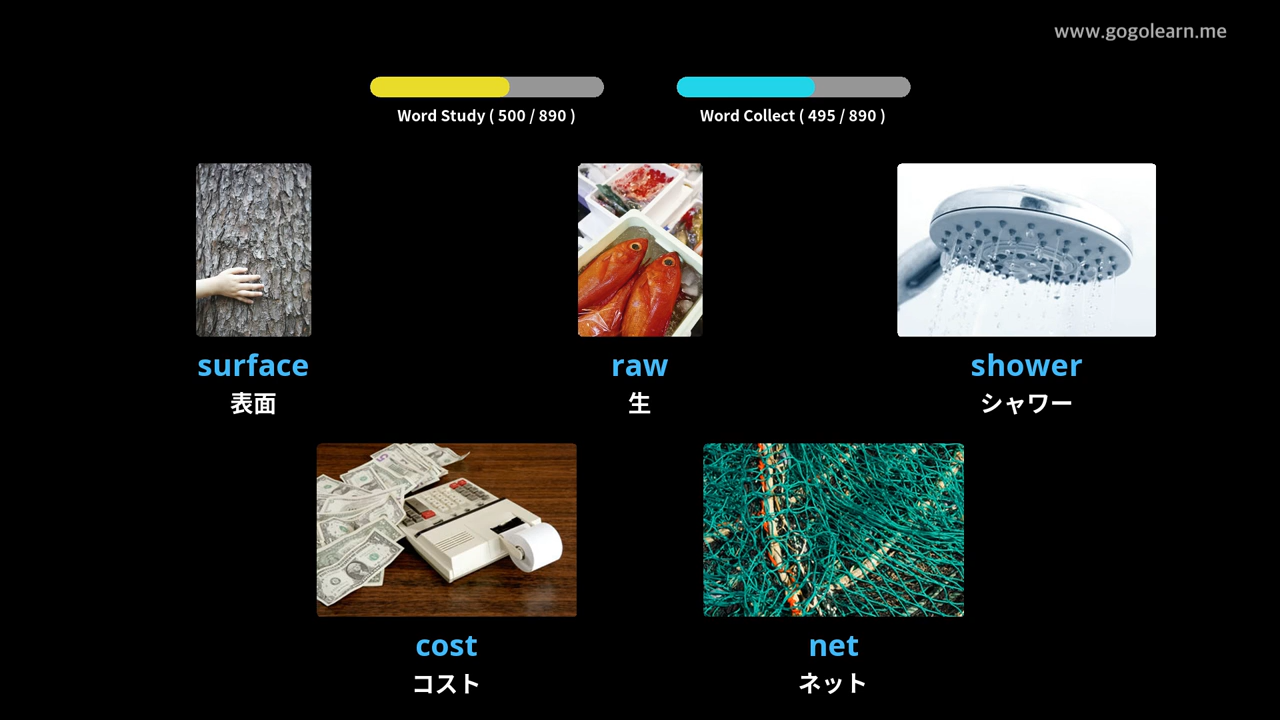 www.gogolearn.me
Word Study ( 500 / 890 )
Word Collect ( 495 / 890 )
surface
表面
raw
生
shower
シャワー
cost
コスト
net
ネット